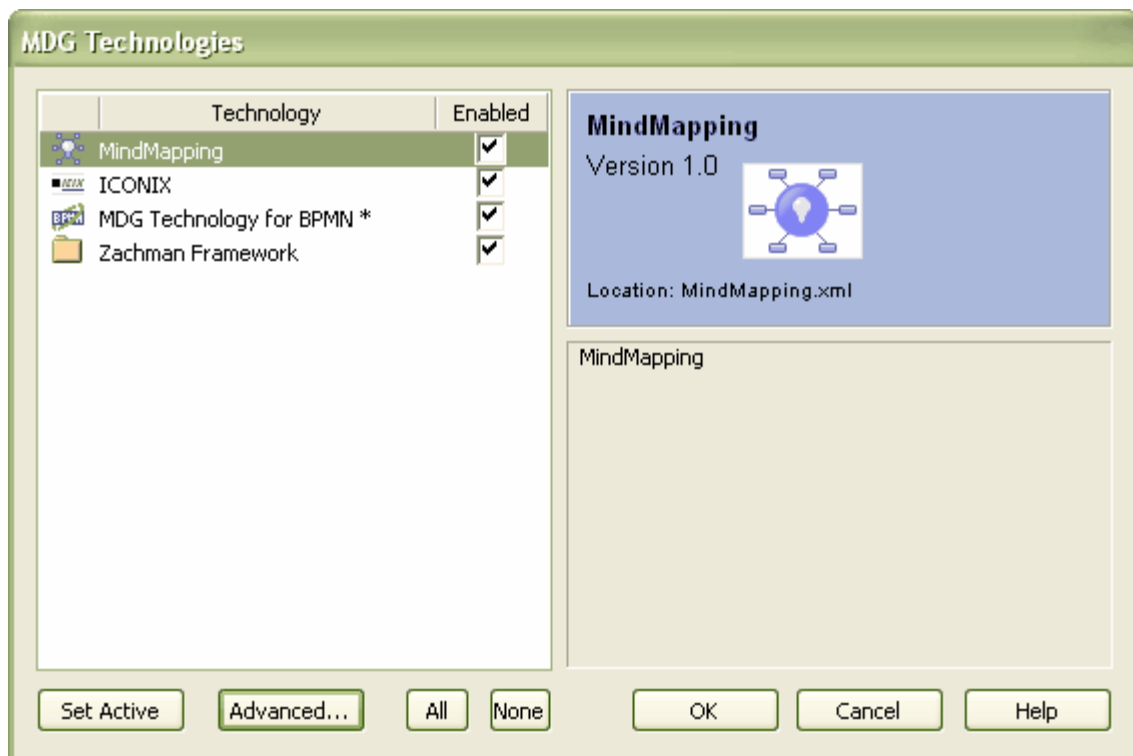 MDG Technologies
Technology Enabled
MindMapping
ICONIX
BPMN MDG Technology for BPMN *
Zachman Framework
MindMapping
Version 1.0
Location: MindMapping.xml
MindMapping
Set Active Advanced... All None OK Cancel Help